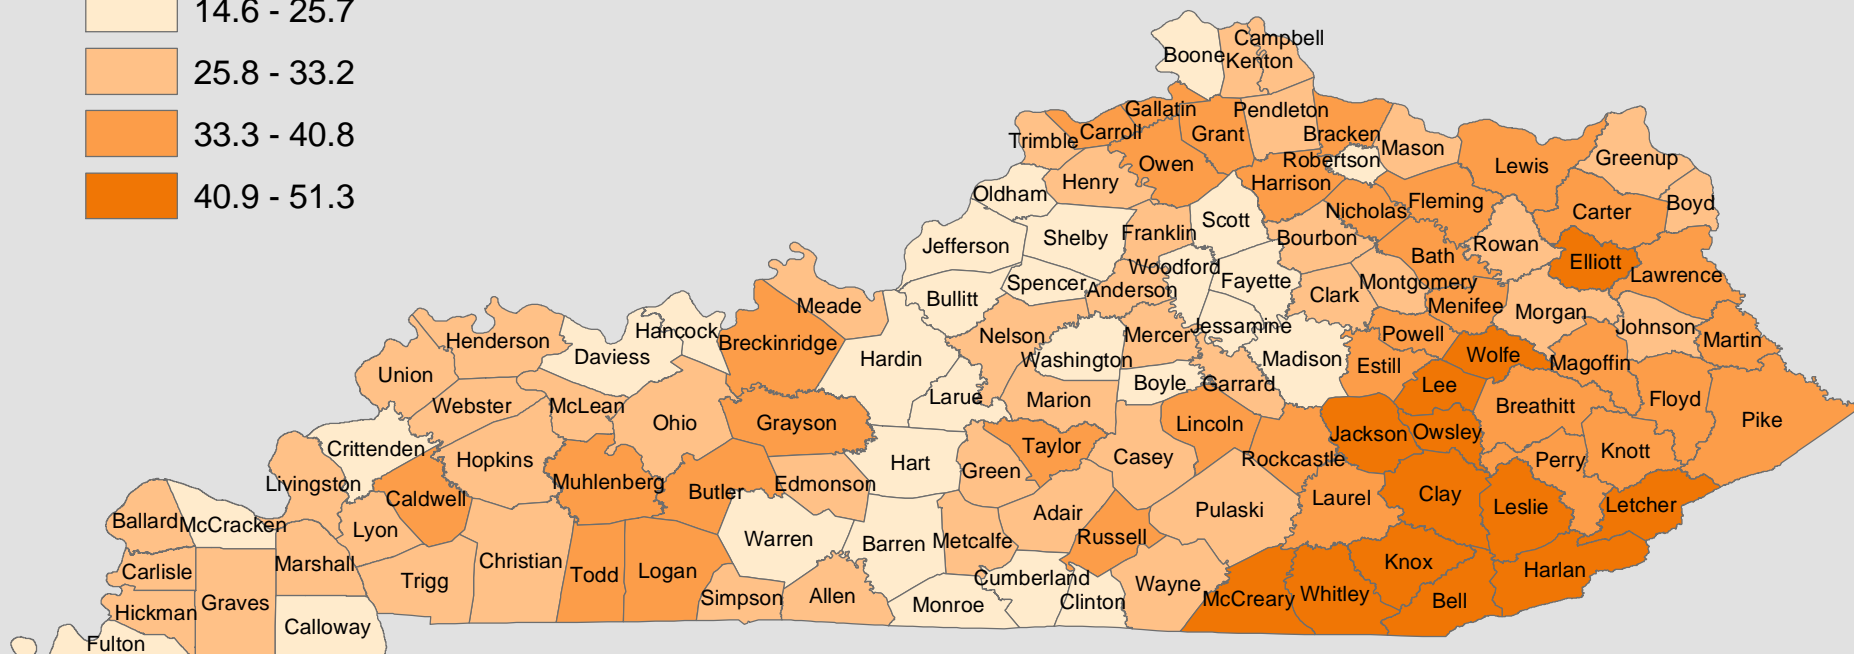 14.6 - 25.7
25.8 - 33.2
33.3 - 40.8
40.9 - 51.3
Campbell
Boone
Kenton
Gallatin
Pendleton
Carroll
Grant
Bracken
Trimble
Mason
Owen
Robertson
Lewis
Greenup
Henry
Harrison
Oldham
Fleming
Boyd
Nicholas
Carter
Scott
Shelby
Franklin
Bourbon
Jefferson
Rowan
Bath
Elliott
Woodford
Lawrence
Spencer
Fayette
Montgomery
Anderson
Clark
Bullitt
Meade
Menifee
Morgan
Jessamine
Johnson
Hancock
Nelson
Mercer
Powell
Henderson
Breckinridge
Martin
Daviess
Hardin
Washington
Madison
Wolfe
Magoffin
Union
Estill
Boyle
Garrard
Lee
Larue
Marion
Floyd
Webster
McLean
Breathitt
Ohio
Grayson
Lincoln
Pike
Jackson
Owsley
Crittenden
Taylor
Hopkins
Hart
Green
Casey
Rockcastle
Perry
Knott
Livingston
Muhlenberg
Butler
Edmonson
Caldwell
Laurel
Clay
Leslie
Letcher
Ballard
McCracken
Lyon
Adair
Pulaski
Warren
Barren
Metcalfe
Russell
Marshall
Christian
Knox
Carlisle
Trigg
Todd
Logan
Cumberland
Wayne
Harlan
Hickman
Graves
Simpson
Allen
Monroe
Clinton
McCreary
Whitley
Bell
Calloway
Fulton